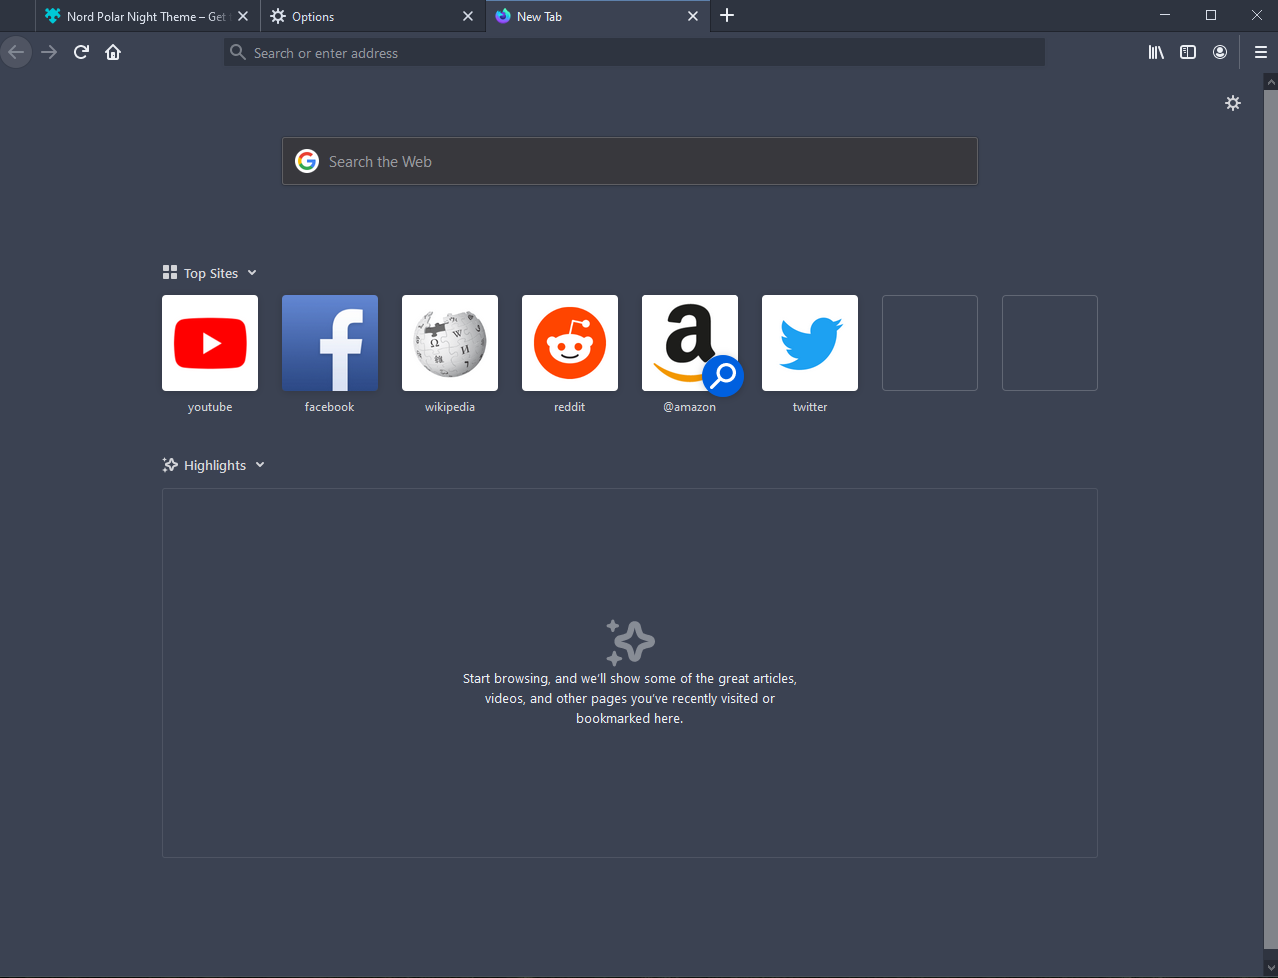 Nord Polar Night Theme – Get
Options
New Tab
Search or enter address
Search the Web
Top Sites
youtube
facebook
wikipedia
reddit
@amazon
twitter
Highlights
Start browsing, and we’ll show some of the great articles,
videos, and other pages you’ve recently visited or
bookmarked here.